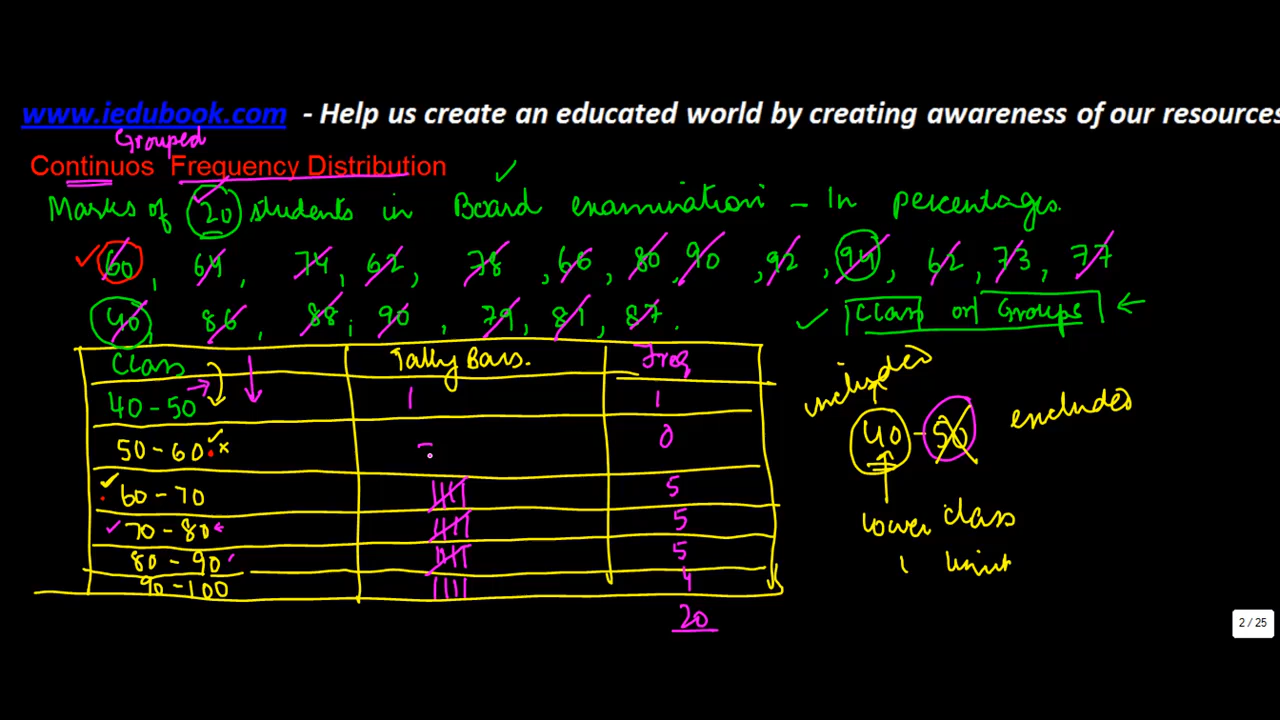 www.iedubook.com - Help us create an educated world by creating awareness of our resources
Grouped
Continuos Frequency Distribution
Marks of 20 students in Board examination - In percentages.
60, 64, 74, 62, 78, 66, 80, 90, 92, 94, 62, 73, 77
40, 86, 88, 90, 79, 81, 87.
Class or Groups
Class Tally Bars. Freq
40-50 | 1
50-60 - 0
60-70 5
70-80 5
80-90 5
90-100 |||| 4
20
included
40-50 excluded
lower class
limit
2 / 25